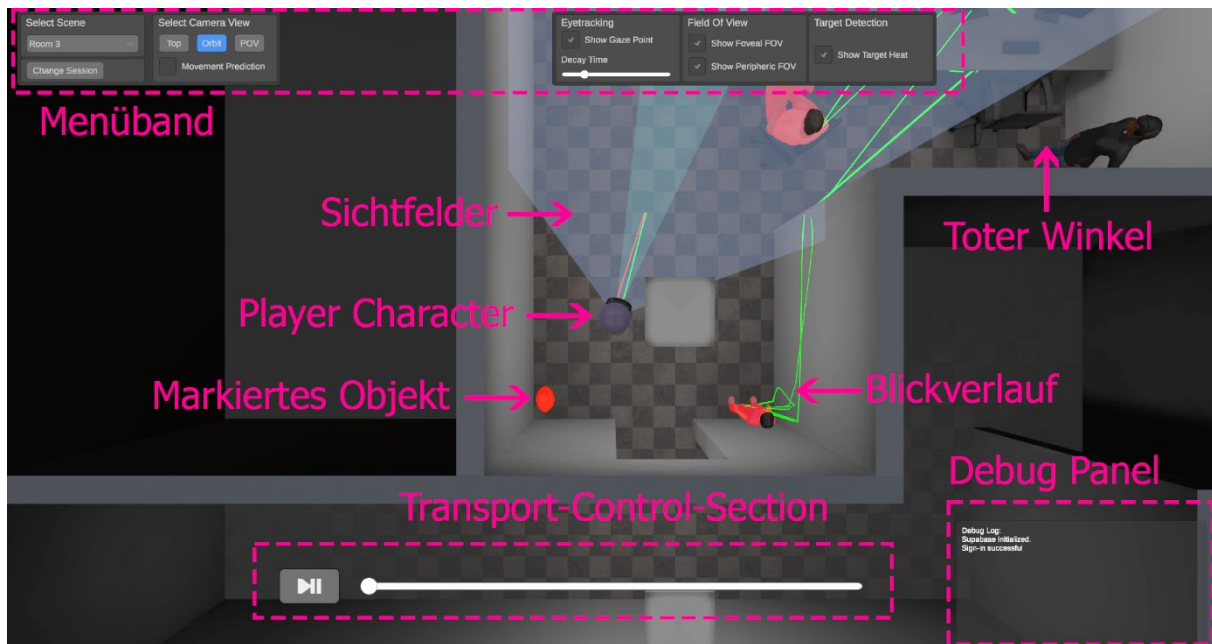 Select Scene
Room 3
Change Session
Select Camera View
Top Orbit POV
Movement Prediction
Eyetracking
Show Gaze Point
Decay Time
Field Of View
Show Foveal FOV
Show Peripheric FOV
Target Detection
Show Target Heat
Menüband
Sichtfelder
Toter Winkel
Player Character
Markiertes Objekt
Blickverlauf
Debug Panel
Transport-Control-Section
Debug Log:
Supabase initialized.
Sign-in successful